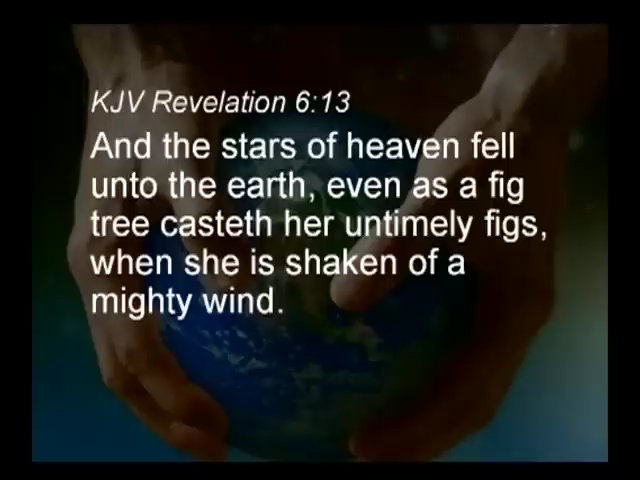 KJV Revelation 6:13
And the stars of heaven fell
unto the earth, even as a fig
tree casteth her untimely figs,
when she is shaken of a
mighty wind.